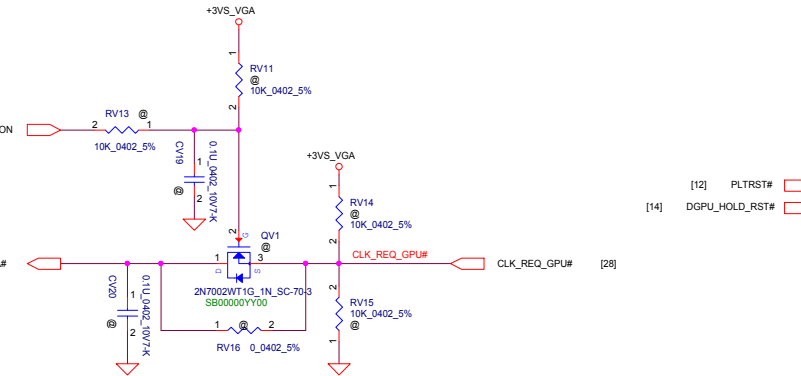 +3VS_VGA
1
RV11
@
10K_0402_5%
2
ON
2
RV13
@
1
10K_0402_5%
CV19
1
0.1U_0402_10V7-K
@
2
+3VS_VGA
1
RV14
@
10K_0402_5%
2
[12] PLTRST#
[14] DGPU_HOLD_RST#
2
G
QV1
@
1
3
D
S
CLK_REQ_GPU#
#
CLK_REQ_GPU# [28]
2N7002WT1G_1N_SC-70-3
SB00000YY00
CV20
1
0.1U_0402_10V7-K
@
2
1
@
2
RV16 0_0402_5%
2
RV15
@
10K_0402_5%
1